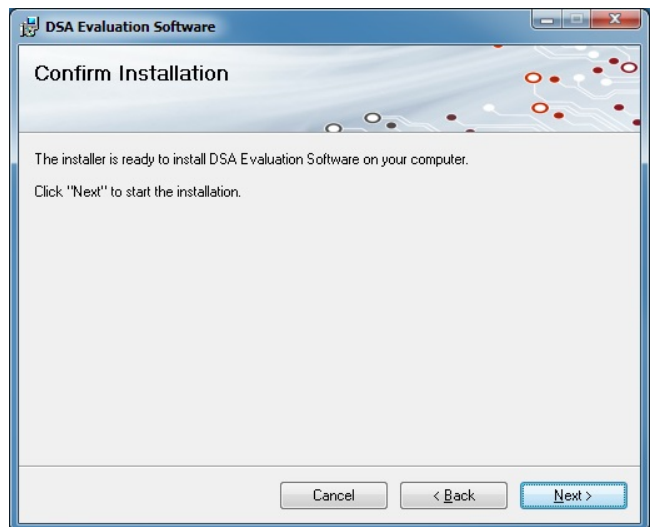 DSA Evaluation Software
Confirm Installation
The installer is ready to install DSA Evaluation Software on your computer.
Click "Next" to start the installation.
Cancel
< Back
Next >